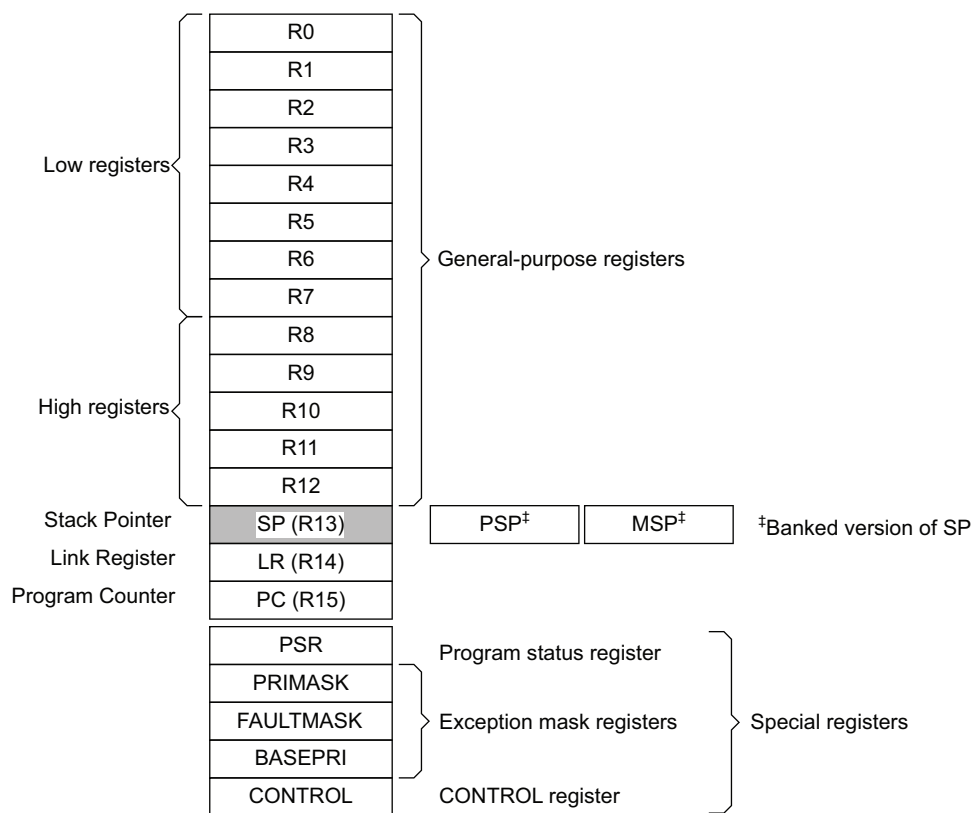 R0
R1
R2
R3
Low registers
R4
R5
R6
General-purpose registers
R7
R8
R9
High registers
R10
R11
R12
Stack Pointer SP (R13) PSP‡ MSP‡ ‡Banked version of SP
Link Register LR (R14)
Program Counter PC (R15)
PSR Program status register
PRIMASK
FAULTMASK Exception mask registers Special registers
BASEPRI
CONTROL CONTROL register